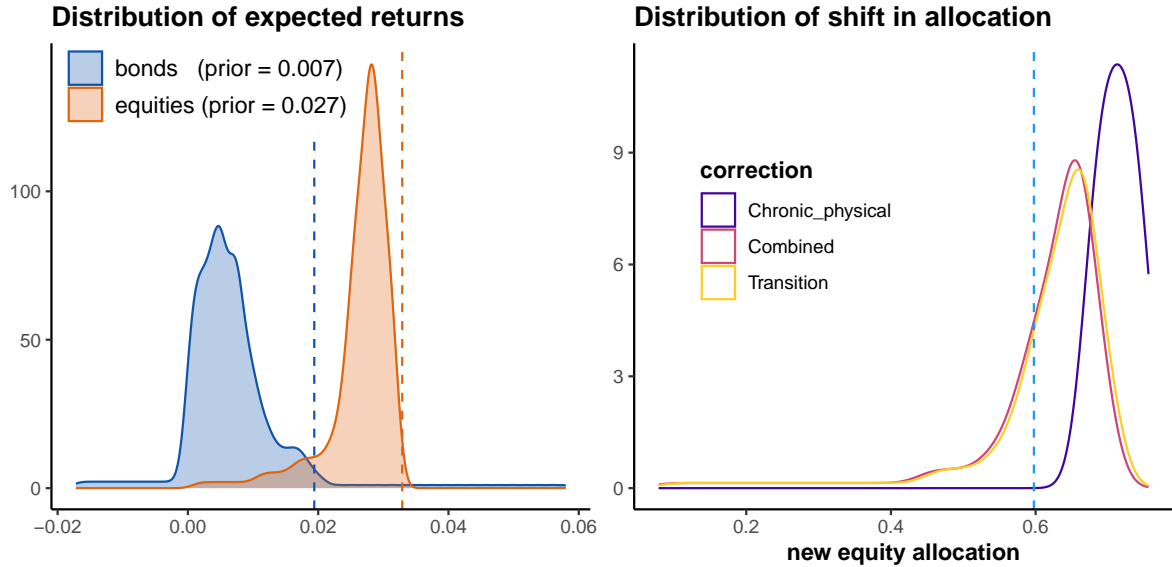 Distribution of expected returns
bonds (prior = 0.007)
equities (prior = 0.027)
100
50
0
−0.02 0.00 0.02 0.04 0.06
Distribution of shift in allocation
correction
Chronic_physical
Combined
Transition
9
6
3
0
0.2 0.4 0.6
new equity allocation